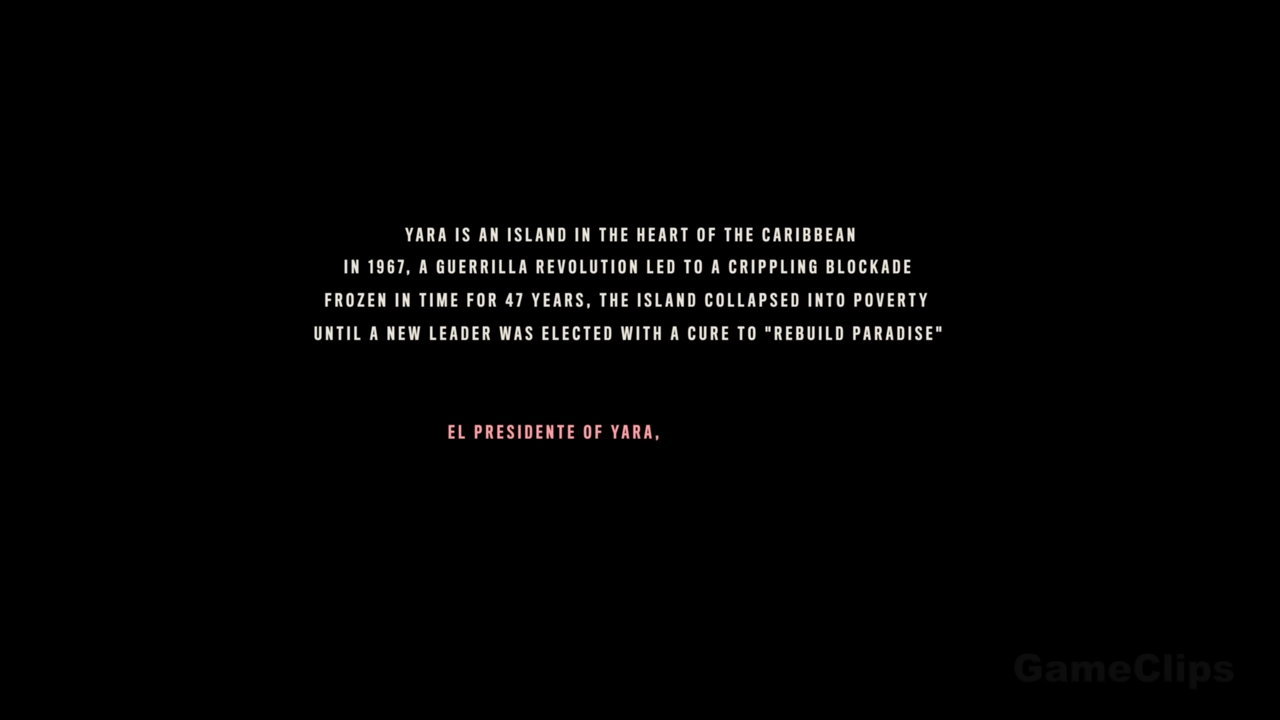 YARA IS AN ISLAND IN THE HEART OF THE CARIBBEAN
IN 1967, A GUERRILLA REVOLUTION LED TO A CRIPPLING BLOCKADE
FROZEN IN TIME FOR 47 YEARS, THE ISLAND COLLAPSED INTO POVERTY
UNTIL A NEW LEADER WAS ELECTED WITH A CURE TO "REBUILD PARADISE"
EL PRESIDENTE OF YARA,
GameClips